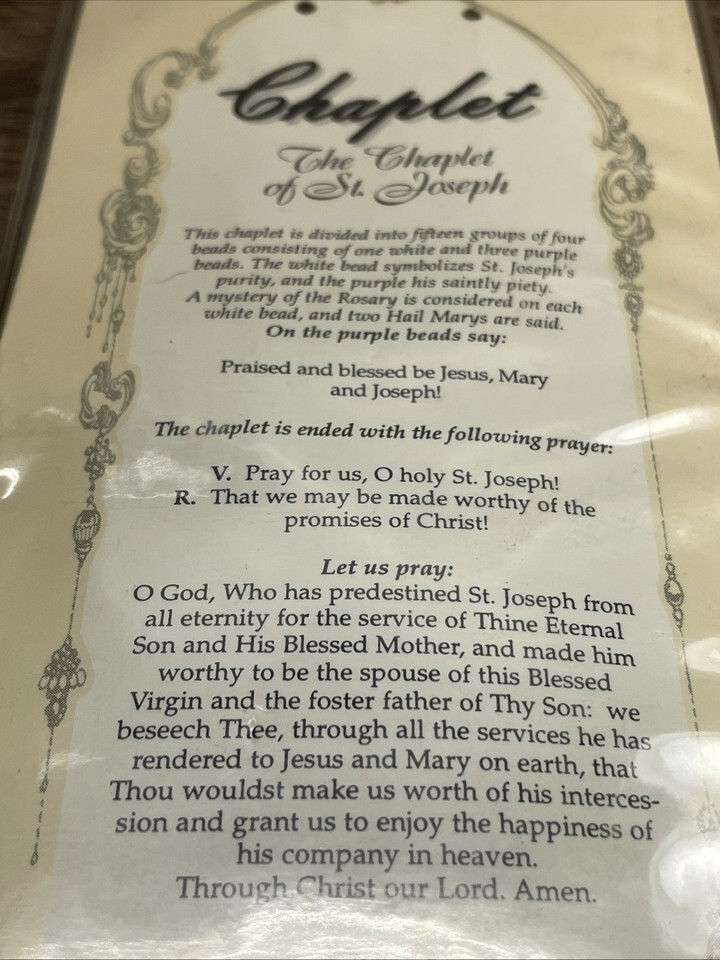 Chaplet
The Chaplet
of St. Joseph
This chaplet is divided into fifteen groups of four
beads consisting of one white and three purple
beads. The white bead symbolizes St. Joseph's
purity, and the purple his saintly piety.
A mystery of the Rosary is considered on each
white bead, and two Hail Marys are said.
On the purple beads say:
Praised and blessed be Jesus, Mary
and Joseph!
The chaplet is ended with the following prayer:
V. Pray for us, O holy St. Joseph!
R. That we may be made worthy of the
promises of Christ!
Let us pray:
O God, Who has predestined St. Joseph from
all eternity for the service of Thine Eternal
Son and His Blessed Mother, and made him
worthy to be the spouse of this Blessed
Virgin and the foster father of Thy Son: we
beseech Thee, through all the services he has
rendered to Jesus and Mary on earth, that
Thou wouldst make us worth of his interces-
sion and grant us to enjoy the happiness of
his company in heaven.
Through Christ our Lord. Amen.